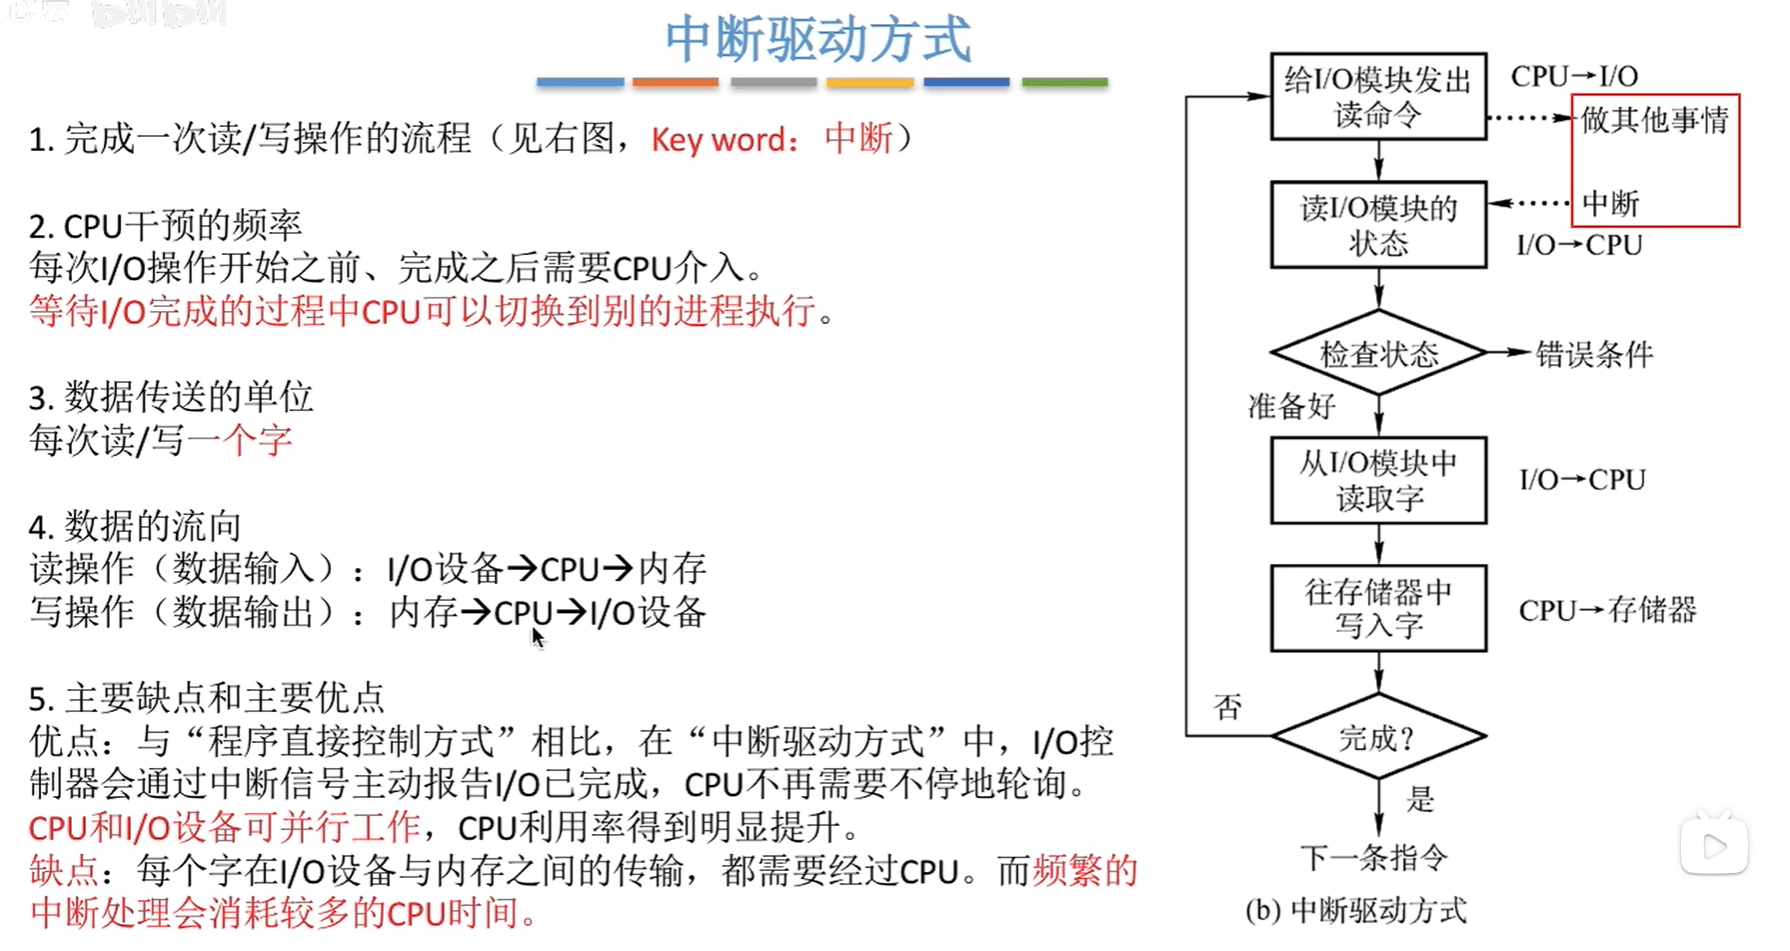 中断驱动方式
1. 完成一次读/写操作的流程（见右图，Key word：中断）
2. CPU干预的频率
每次I/O操作开始之前、完成之后需要CPU介入。
等待I/O完成的过程中CPU可以切换到别的进程执行。
3. 数据传送的单位
每次读/写一个字
4. 数据的流向
读操作（数据输入）：I/O设备→CPU→内存
写操作（数据输出）：内存→CPU→I/O设备
5. 主要缺点和主要优点
优点：与“程序直接控制方式”相比，在“中断驱动方式”中，I/O控
制器会通过中断信号主动报告I/O已完成，CPU不再需要不停地轮询。
CPU和I/O设备可并行工作，CPU利用率得到明显提升。
缺点：每个字在I/O设备与内存之间的传输，都需要经过CPU。而频繁的
中断处理会消耗较多的CPU时间。
给I/O模块发出
读命令
CPU→I/O
做其他事情
读I/O模块的
状态
中断
I/O→CPU
检查状态
错误条件
准备好
从I/O模块中
读取字
I/O→CPU
往存储器中
写入字
CPU→存储器
否
完成？
是
下一条指令
(b) 中断驱动方式